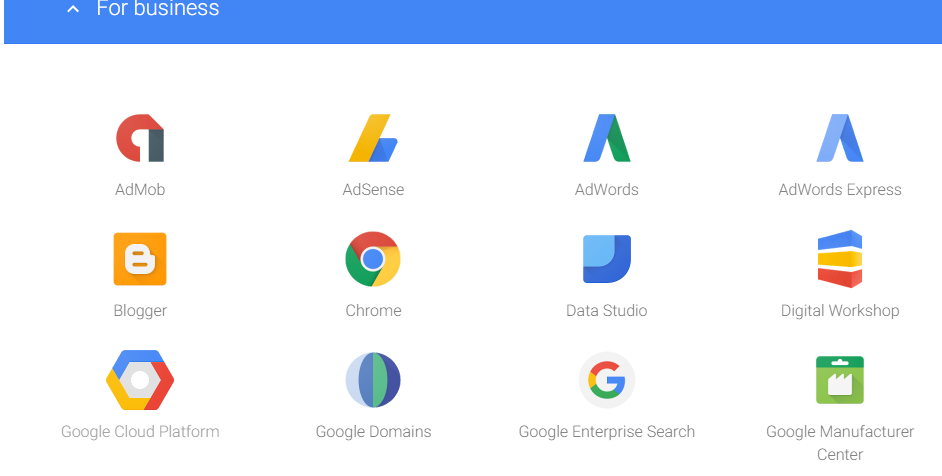 For business
AdMob
AdSense
AdWords
AdWords Express
Blogger
Chrome
Data Studio
Digital Workshop
Google Cloud Platform
Google Domains
Google Enterprise Search
Google Manufacturer
Center